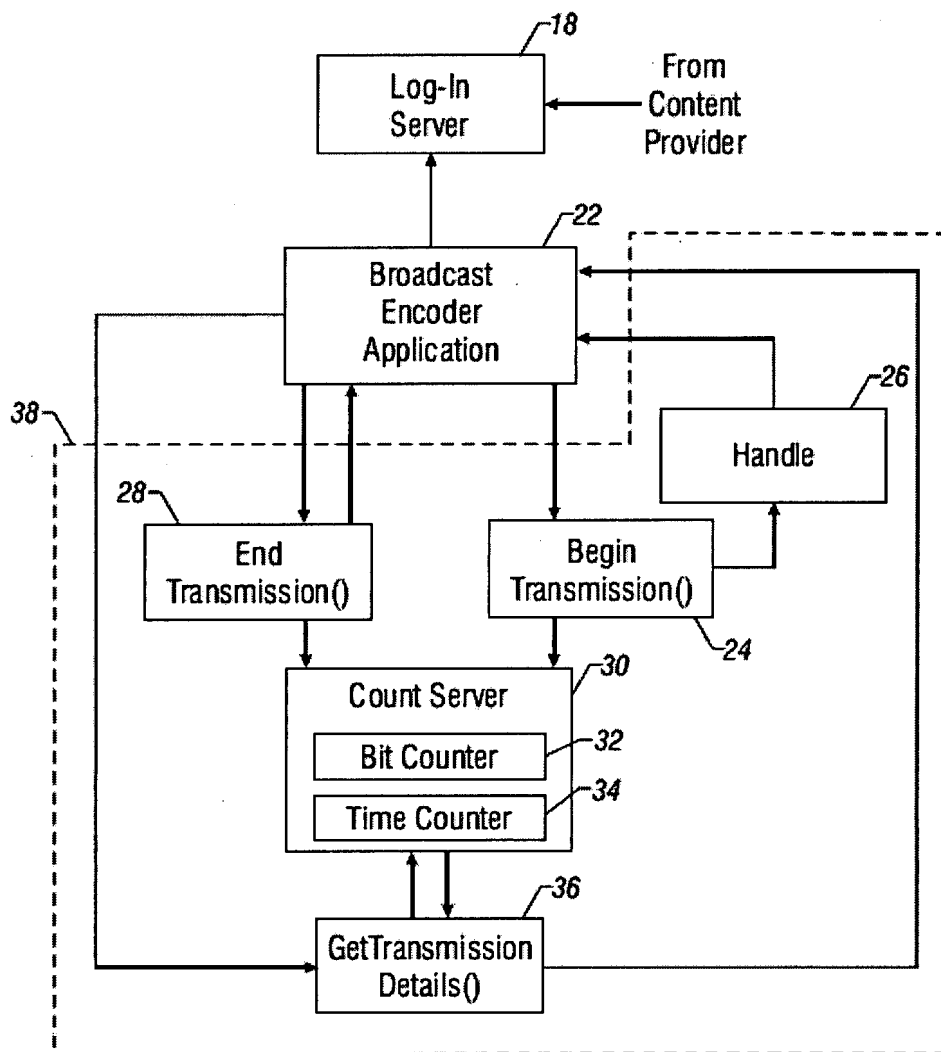 18
Log-In
Server
From
Content
Provider
22
Broadcast
Encoder
Application
38
26
Handle
28
End
Transmission()
Begin
Transmission()
24
30
Count Server
Bit Counter
32
Time Counter
34
36
GetTransmission
Details()